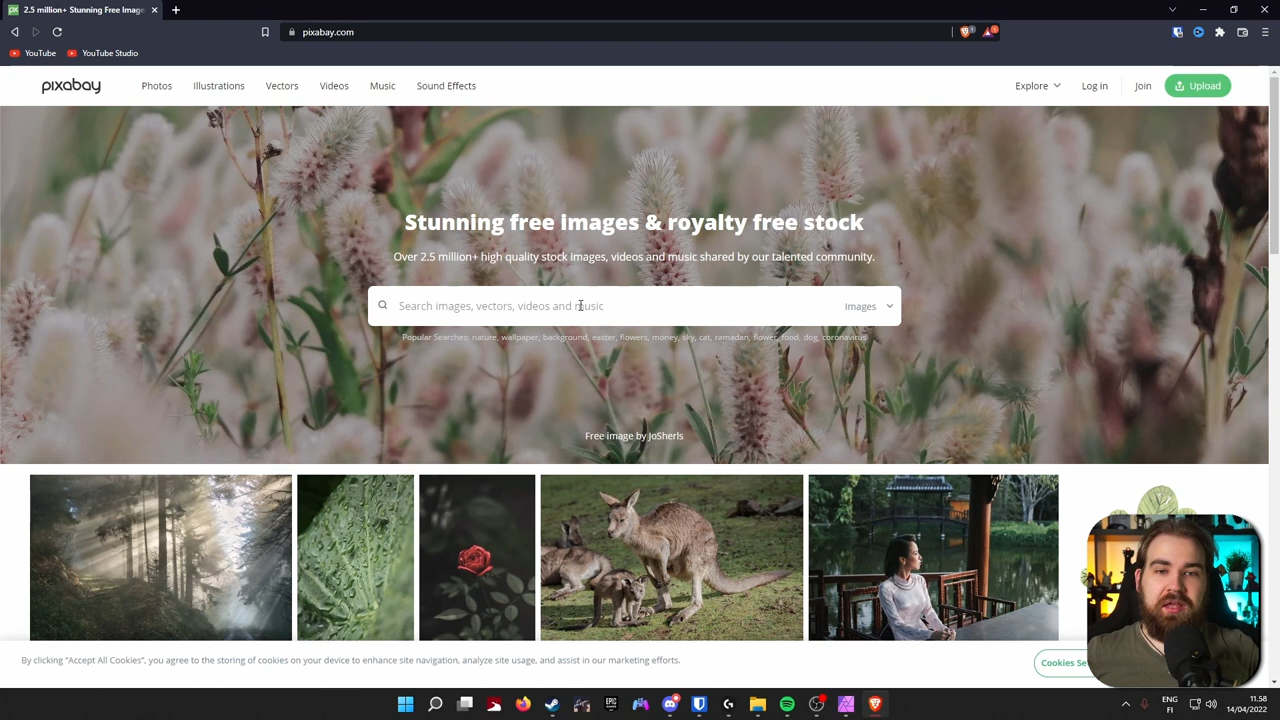 2.5 million+ Stunning Free Image
pixabay.com
YouTube YouTube Studio
pixabay Photos Illustrations Vectors Videos Music Sound Effects Explore Log in Join Upload
Stunning free images & royalty free stock
Over 2.5 million+ high quality stock images, videos and music shared by our talented community.
Search images, vectors, videos and music Images
Popular Searches: nature, wallpaper, background, easter, flowers, money, sky, cat, ramadan, flower, food, dog, coronavirus
Free image by JoSherls
By clicking "Accept All Cookies", you agree to the storing of cookies on your device to enhance site navigation, analyze site usage, and assist in our marketing efforts.
Cookies Se
ENG 11.58
FI 14/04/2022